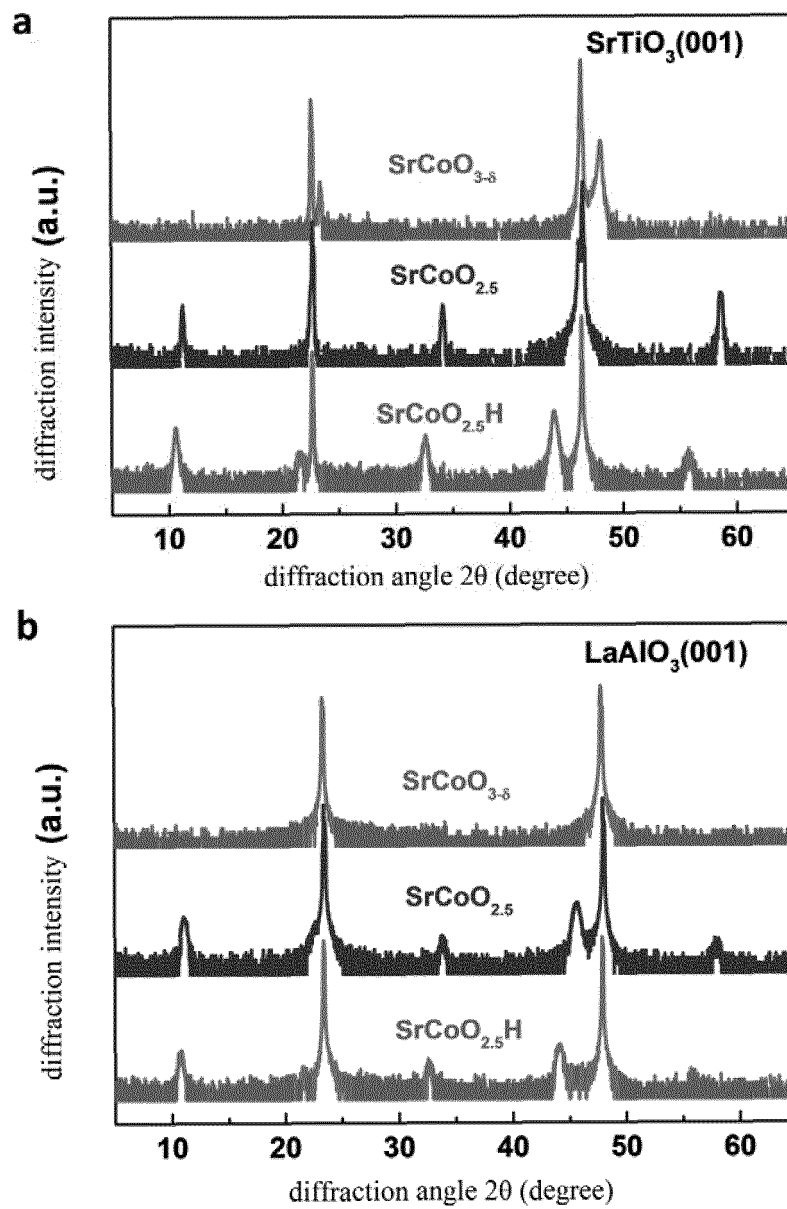 a
SrTiO3(001)
SrCoO3-δ
SrCoO2.5
SrCoO2.5H
diffraction intensity (a.u.)
10 20 30 40 50 60
diffraction angle 2θ (degree)
b
LaAlO3(001)
SrCoO3-δ
SrCoO2.5
SrCoO2.5H
diffraction intensity (a.u.)
10 20 30 40 50 60
diffraction angle 2θ (degree)